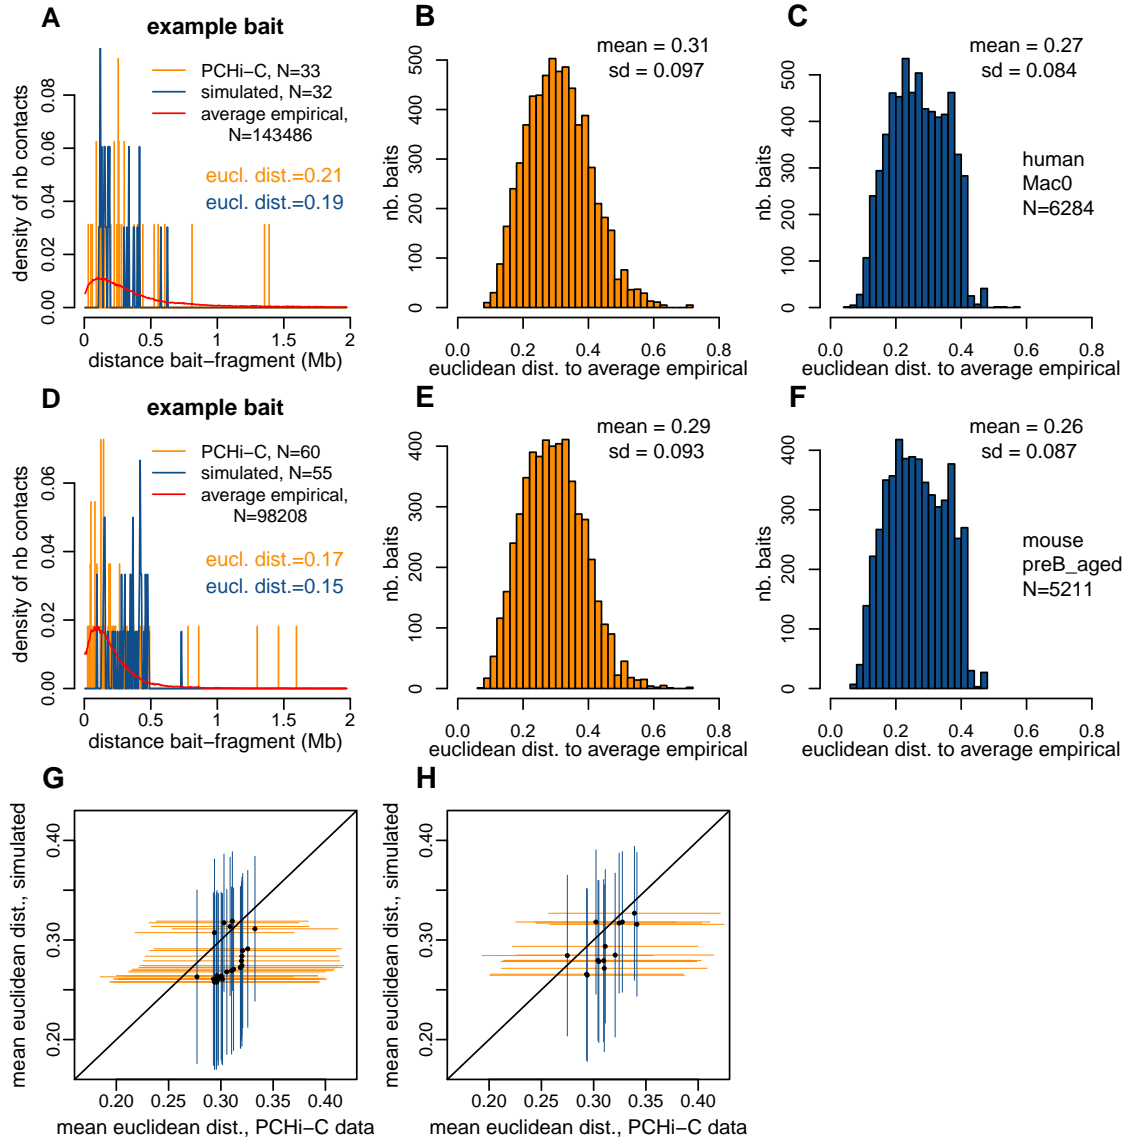 A
example bait
PCHi−C, N=33
simulated, N=32
average empirical,
N=143486
eucl. dist.=0.21
eucl. dist.=0.19
density of nb contacts
0.00
0.02
0.04
0.06
0.08
0
0.5
1
1.5
2
distance bait−fragment (Mb)
B
mean = 0.31
sd = 0.097
nb. baits
0
100
200
300
400
500
0.0
0.2
0.4
0.6
0.8
euclidean dist. to average empirical
C
mean = 0.27
sd = 0.084
human
Mac0
N=6284
nb. baits
0
100
200
300
400
500
0.0
0.2
0.4
0.6
0.8
euclidean dist. to average empirical
D
example bait
PCHi−C, N=60
simulated, N=55
average empirical,
N=98208
eucl. dist.=0.17
eucl. dist.=0.15
density of nb contacts
0.00
0.02
0.04
0.06
0
0.5
1
1.5
2
distance bait−fragment (Mb)
E
mean = 0.29
sd = 0.093
nb. baits
0
100
200
300
400
0.0
0.2
0.4
0.6
0.8
euclidean dist. to average empirical
F
mean = 0.26
sd = 0.087
mouse
preB_aged
N=5211
nb. baits
0
100
200
300
400
0.0
0.2
0.4
0.6
0.8
euclidean dist. to average empirical
G
mean euclidean dist., simulated
0.20
0.30
0.40
0.20
0.25
0.30
0.35
0.40
mean euclidean dist., PCHi−C data
H
mean euclidean dist., simulated
0.20
0.30
0.40
0.20
0.25
0.30
0.35
0.40
mean euclidean dist., PCHi−C data